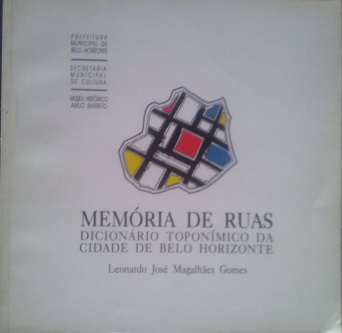 PREFEITURA
MUNICIPAL DE
BELO HORIZONTE
SECRETARIA
MUNICIPAL
DE CULTURA
MUSEU HISTÓRICO
ABÍLIO BARRETO
MEMÓRIA DE RUAS
DICIONÁRIO TOPONÍMICO DA
CIDADE DE BELO HORIZONTE
Leonardo José Magalhães Gomes